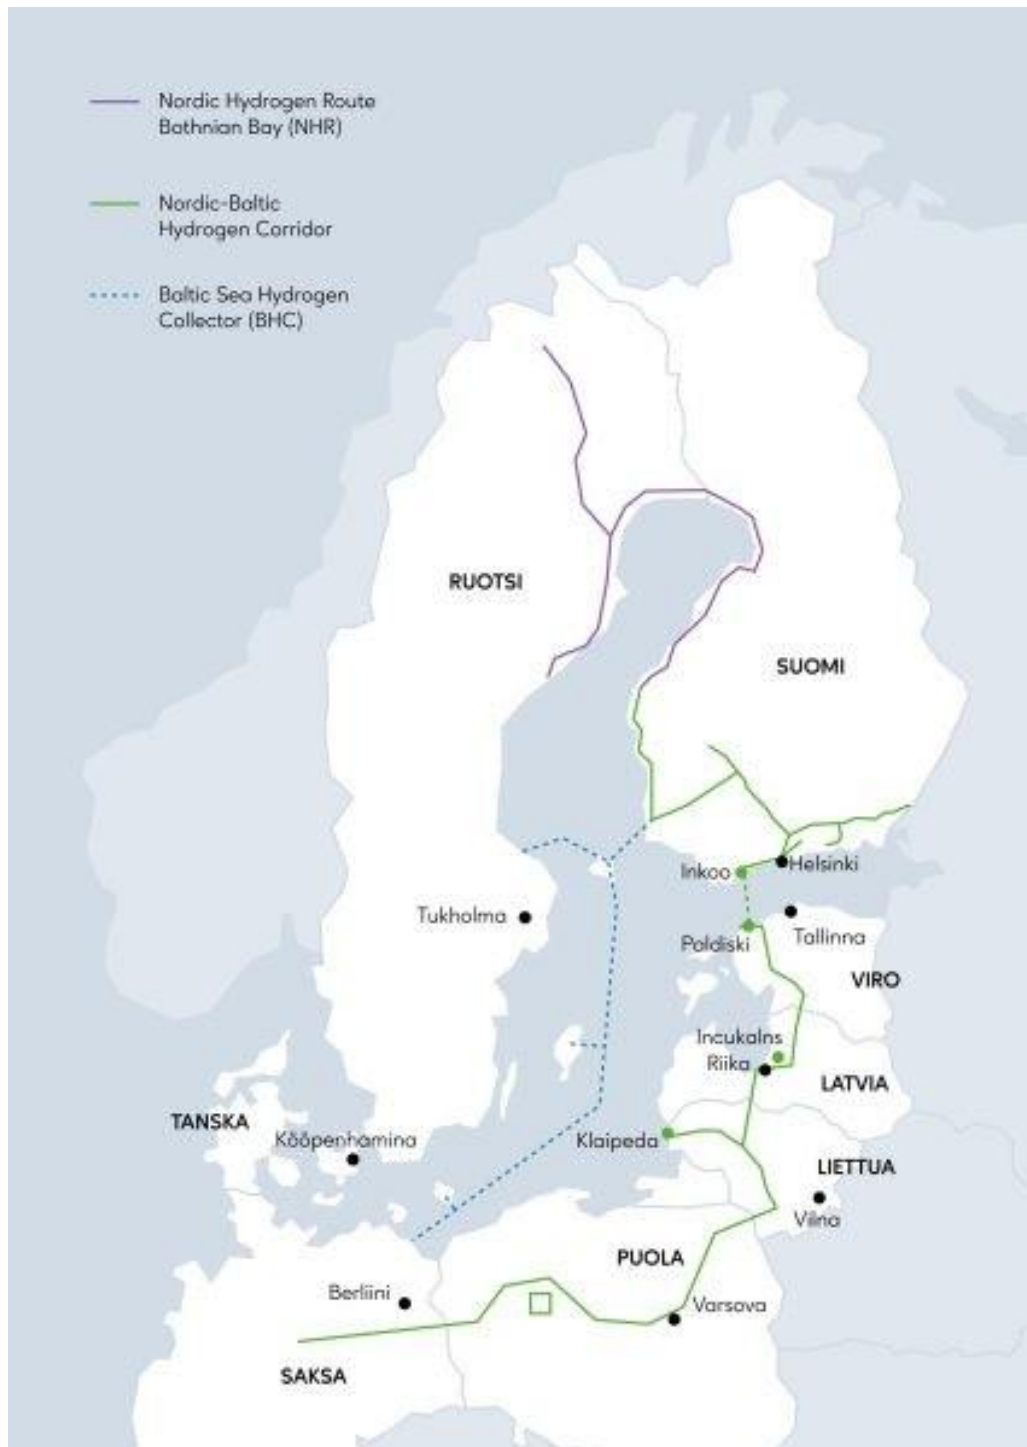 Nordic Hydrogen Route
Bothnian Bay (NHR)
Nordic-Baltic
Hydrogen Corridor
Baltic Sea Hydrogen
Collector (BHC)
RUOTSI
SUOMI
Inkoo
Helsinki
Tukholma
Tallinna
Paldiski
VIRO
Incukalns
Riika
LATVIA
TANSKA
Kööpenhamina
Klaipeda
LIETTUA
Vilna
PUOLA
Berliini
Varsova
SAKSA